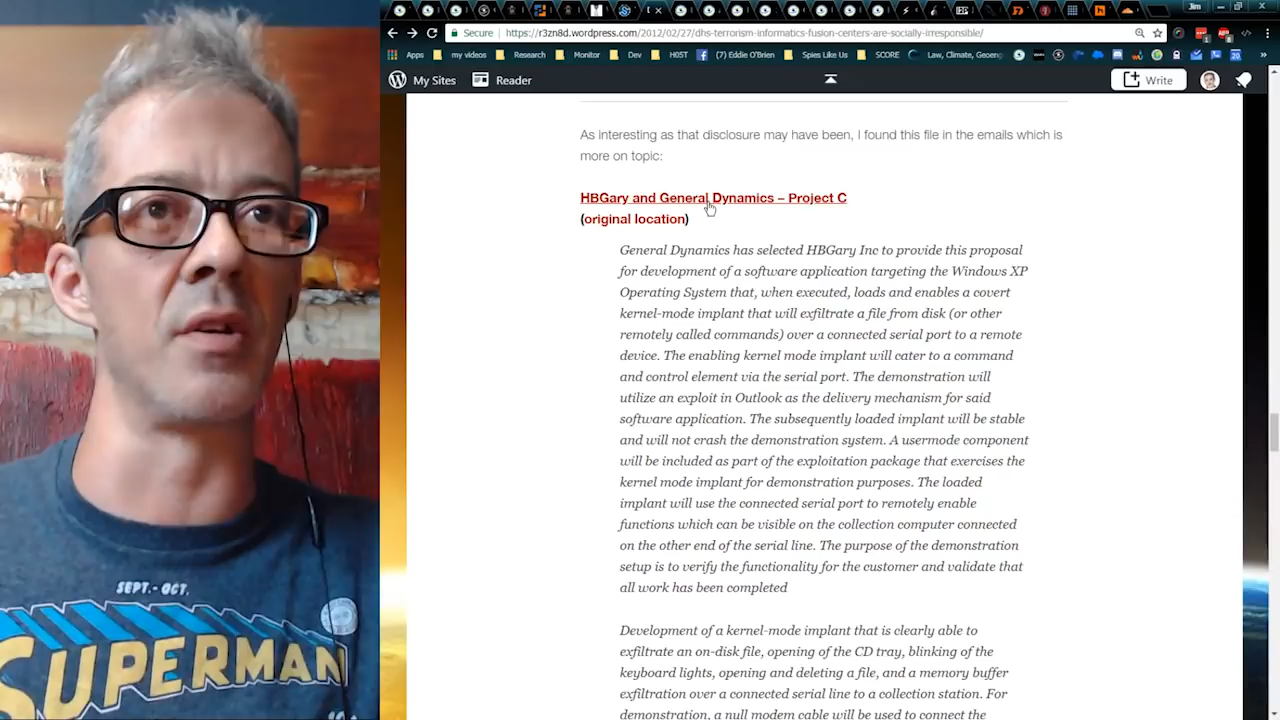 Jim
Secure https://r3zn8d.wordpress.com/2012/02/27/dhs-terrorism-informatics-fusion-centers-are-socially-irresponsible/
Apps my videos Research Monitor Dev H05T (7) Eddie O'Brien Spies Like Us SCORE Law, Climate, Geoeng
My Sites Reader Write
As interesting as that disclosure may have been, I found this file in the emails which is
more on topic:
HBGary and General Dynamics – Project C
(original location)
General Dynamics has selected HBGary Inc to provide this proposal
for development of a software application targeting the Windows XP
Operating System that, when executed, loads and enables a covert
kernel-mode implant that will exfiltrate a file from disk (or other
remotely called commands) over a connected serial port to a remote
device. The enabling kernel mode implant will cater to a command
and control element via the serial port. The demonstration will
utilize an exploit in Outlook as the delivery mechanism for said
software application. The subsequently loaded implant will be stable
and will not crash the demonstration system. A usermode component
will be included as part of the exploitation package that exercises the
kernel mode implant for demonstration purposes. The loaded
implant will use the connected serial port to remotely enable
functions which can be visible on the collection computer connected
on the other end of the serial line. The purpose of the demonstration
setup is to verify the functionality for the customer and validate that
all work has been completed
Development of a kernel-mode implant that is clearly able to
exfiltrate an on-disk file, opening of the CD tray, blinking of the
keyboard lights, opening and deleting a file, and a memory buffer
exfiltration over a connected serial line to a collection station. For
demonstration, a null modem cable will be used to connect the
SEPT.-OCT.
SUPERMAN